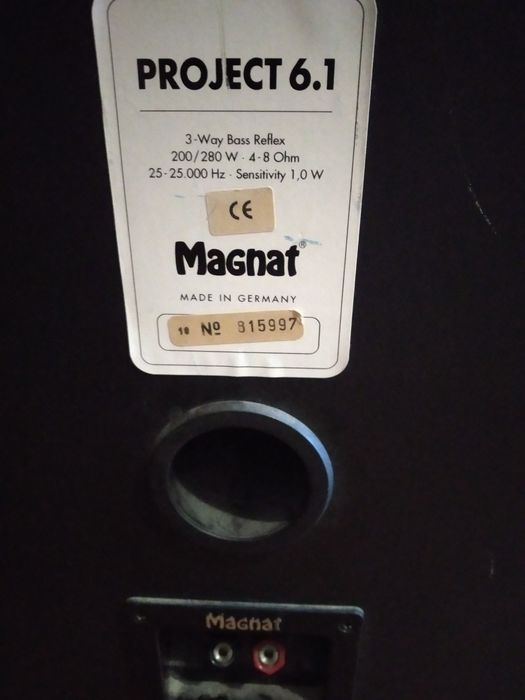 PROJECT 6.1
3-Way Bass Reflex
200/280 W · 4-8 Ohm
25-25.000 Hz · Sensitivity 1,0 W
CE
Magnat®
MADE IN GERMANY
18 Nº 815997
Magnat